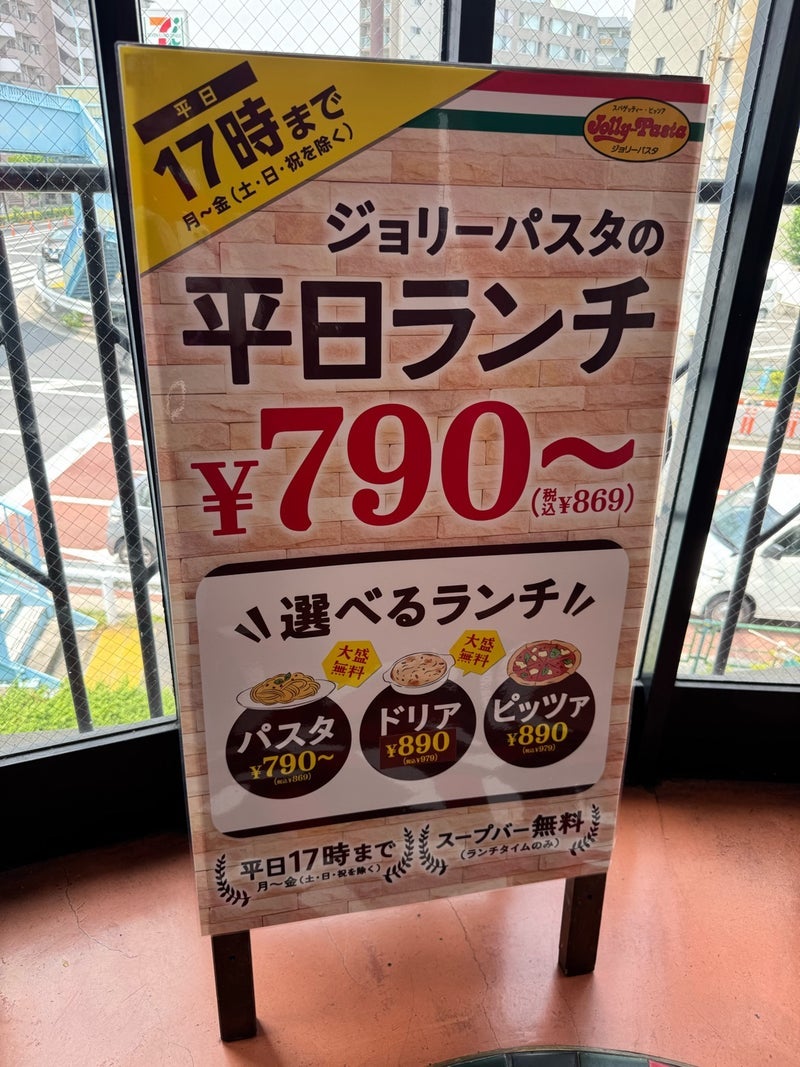 平日
17時まで
月〜金(土・日・祝を除く)
スパゲッティー・ピッツア
Jolly-Pasta
ジョリーパスタ
ジョリーパスタの
平日ランチ
¥790〜
(税込¥869)
選べるランチ
大盛無料
大盛無料
パスタ
¥790〜
(税込¥869)
ドリア
¥890
(税込¥979)
ピッツァ
¥890
(税込¥979)
平日17時まで
月〜金(土・日・祝を除く)
スープバー無料
(ランチタイムのみ)